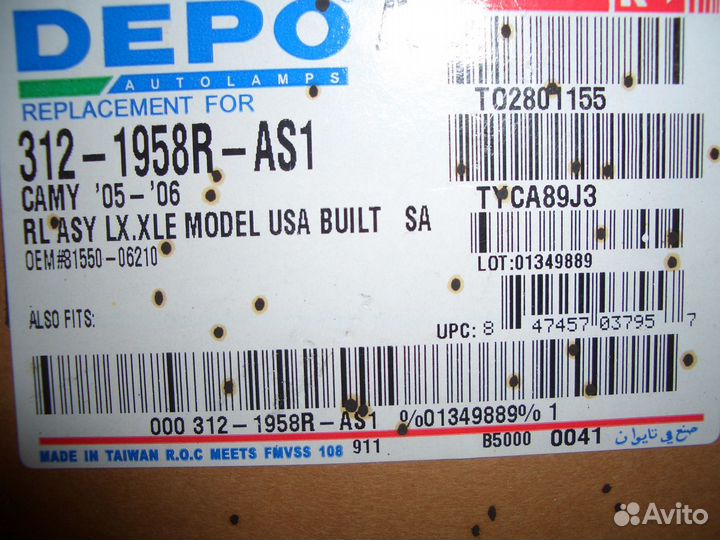 DEPO
AUTOLAMPS
REPLACEMENT FOR
312-1958R-AS1
CAMY '05-'06
RL ASY LX.XLE MODEL USA BUILT SA
OEM#81550-06210
ALSO FITS:
R
TO2801155
TYCA89J3
LOT:01349889
UPC: 8 47457 03795 7
000 312-1958R-AS1 %01349889% 1
MADE IN TAIWAN R.O.C MEETS FMVSS 108 911 B5000 0041 صنع في تايوان
Avito